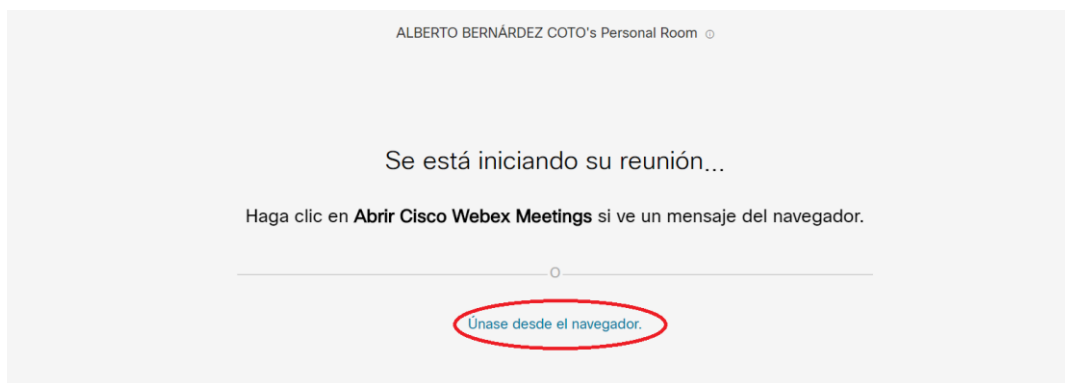 ALBERTO BERNÁRDEZ COTO's Personal Room
Se está iniciando su reunión...
Haga clic en Abrir Cisco Webex Meetings si ve un mensaje del navegador.
O
Únase desde el navegador.